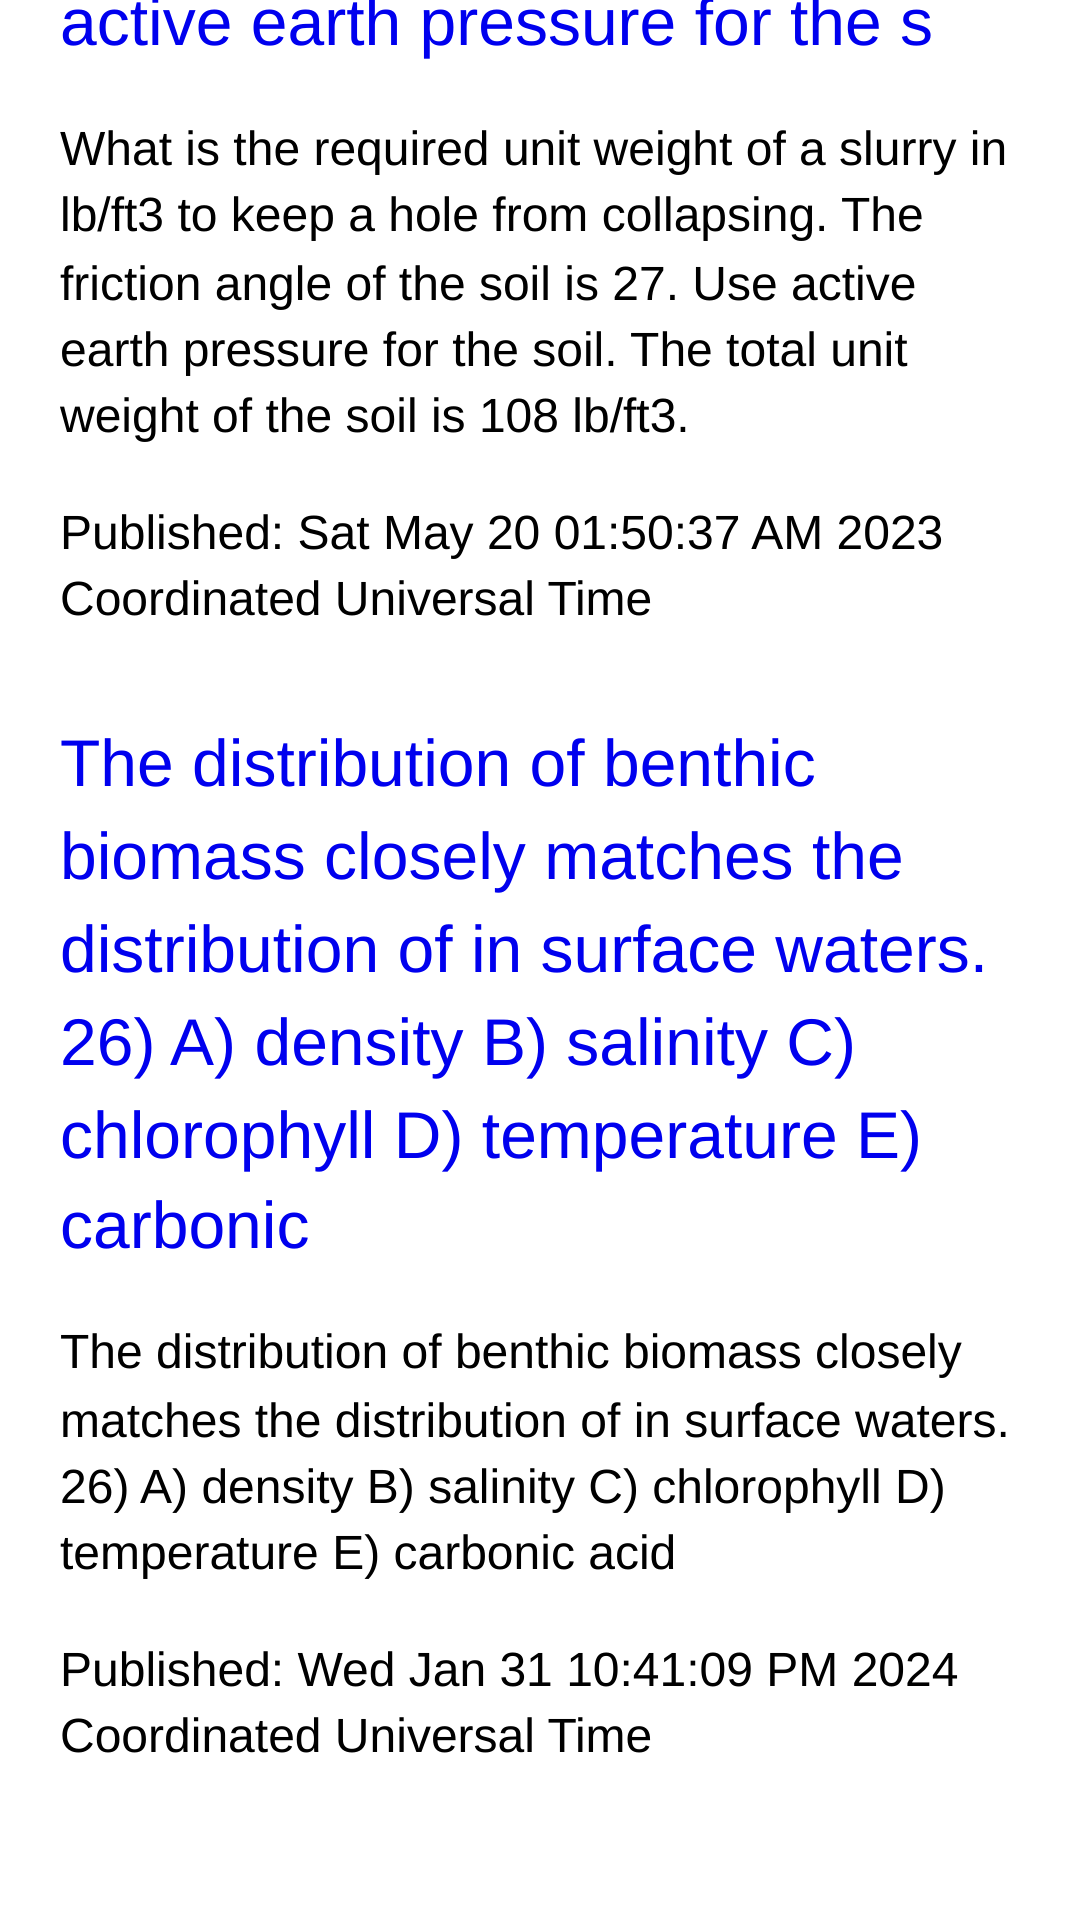 active earth pressure for the s
What is the required unit weight of a slurry in
lb/ft3 to keep a hole from collapsing. The
friction angle of the soil is 27. Use active
earth pressure for the soil. The total unit
weight of the soil is 108 lb/ft3.
Published: Sat May 20 01:50:37 AM 2023
Coordinated Universal Time
The distribution of benthic
biomass closely matches the
distribution of in surface waters.
26) A) density B) salinity C)
chlorophyll D) temperature E)
carbonic
The distribution of benthic biomass closely
matches the distribution of in surface waters.
26) A) density B) salinity C) chlorophyll D)
temperature E) carbonic acid
Published: Wed Jan 31 10:41:09 PM 2024
Coordinated Universal Time